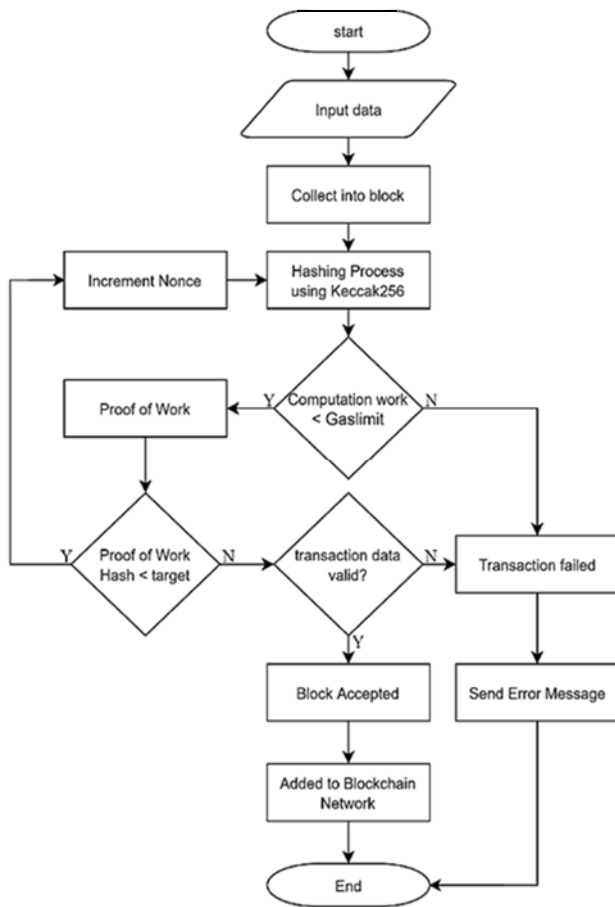 start
Input data
Collect into block
Increment Nonce
Hashing Process
using Keccak256
Proof of Work
Y
Computation work
< Gaslimit
N
Y
Proof of Work
Hash < target
N
transaction data
valid?
N
Transaction failed
Y
Block Accepted
Send Error Message
Added to Blockchain
Network
End